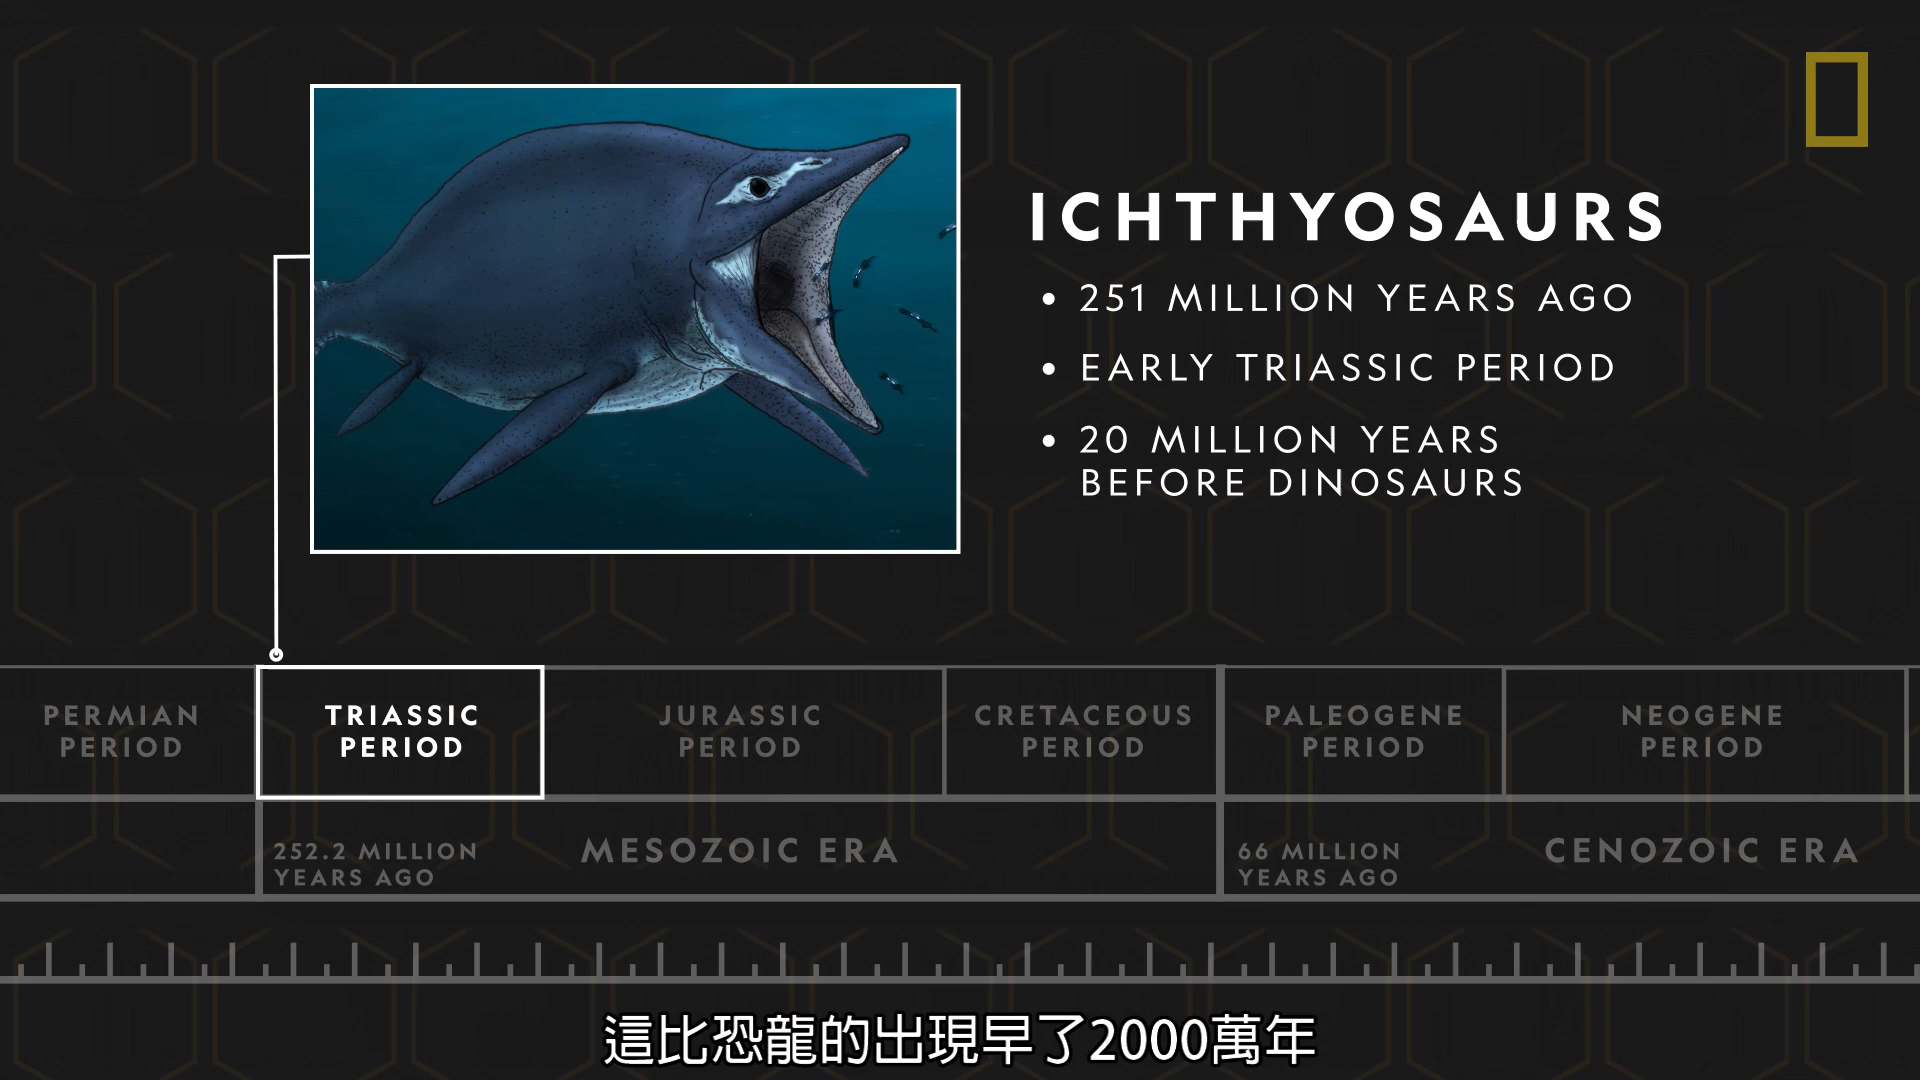 ICHTHYOSAURS
• 251 MILLION YEARS AGO
• EARLY TRIASSIC PERIOD
• 20 MILLION YEARS
BEFORE DINOSAURS
PERMIAN
PERIOD
TRIASSIC
PERIOD
JURASSIC
PERIOD
CRETACEOUS
PERIOD
PALEOGENE
PERIOD
NEOGENE
PERIOD
252.2 MILLION
YEARS AGO
MESOZOIC ERA
66 MILLION
YEARS AGO
CENOZOIC ERA
這比恐龍的出現早了2000萬年